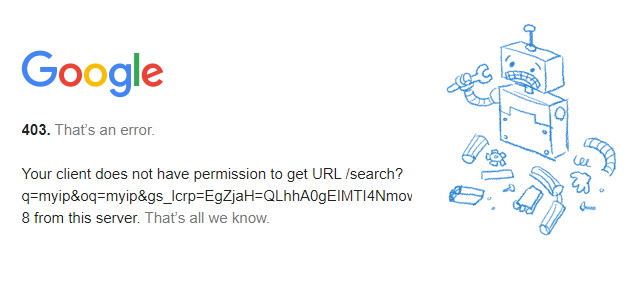 Google
403. That's an error.
Your client does not have permission to get URL /search?
q=myip&oq=myip&gs_lcrp=EgZjaH=QLhhA0gEIMTI4Nmov
8 from this server. That's all we know.